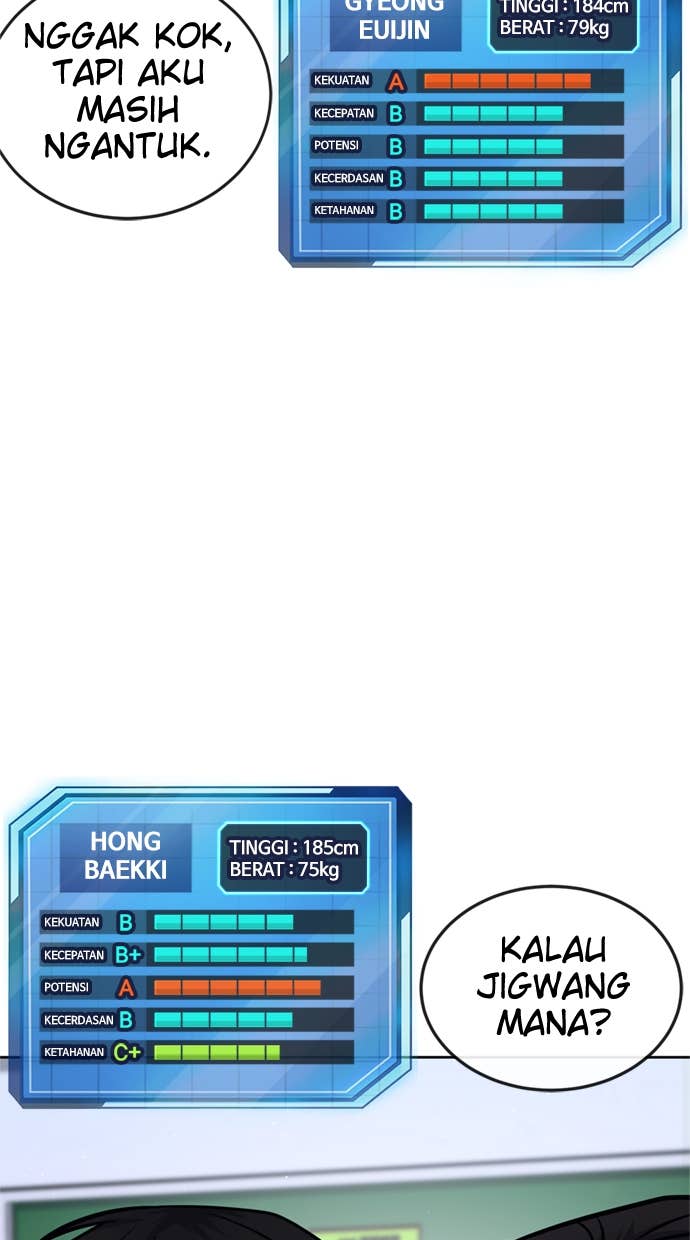 NGGAK KOK,
TAPI AKU
MASIH
NGANTUK.
GYEONG
EUIJIN
TINGGI : 184cm
BERAT : 79kg
KEKUATAN A
KECEPATAN B
POTENSI B
KECERDASAN B
KETAHANAN B
HONG
BAEKKI
TINGGI : 185cm
BERAT : 75kg
KEKUATAN B
KECEPATAN B+
POTENSI A
KECERDASAN B
KETAHANAN C+
KALAU
JIGWANG
MANA?